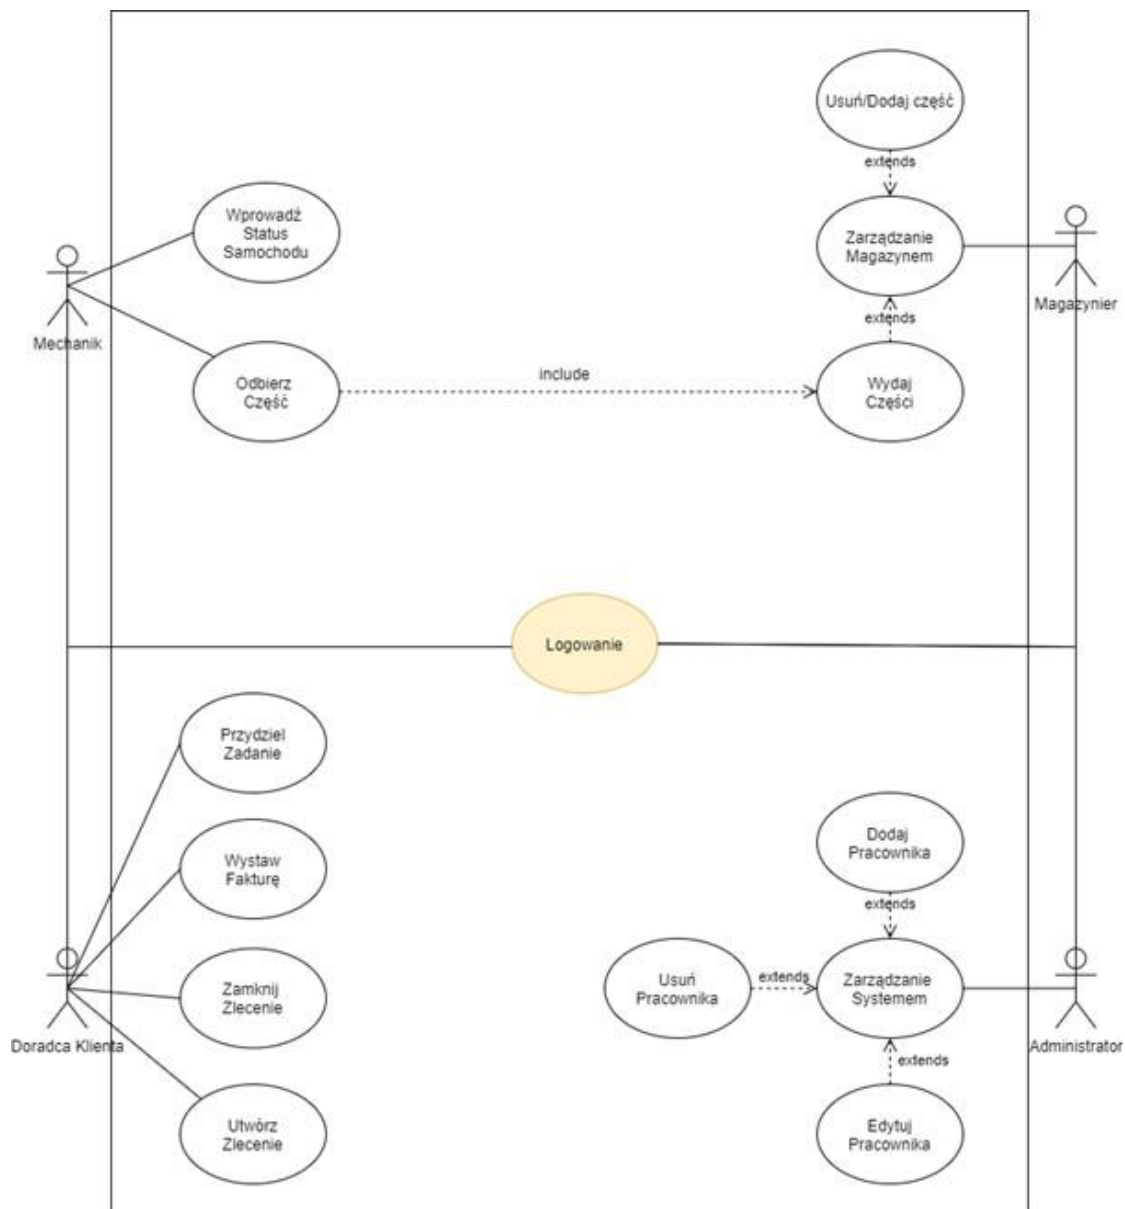 Usuń/Dodaj część
extends
Wprowadź
Status
Samochodu
Zarządzanie
Magazynem
Mechanik
Magazynier
extends
Odbierz
Część
include
Wydaj
Części
Logowanie
Przydziel
Zadanie
Wystaw
Fakturę
Dodaj
Pracownika
extends
Zamknij
Zlecenie
Usuń
Pracownika
extends
Zarządzanie
Systemem
Doradca Klienta
Administrator
extends
Utwórz
Zlecenie
Edytuj
Pracownika